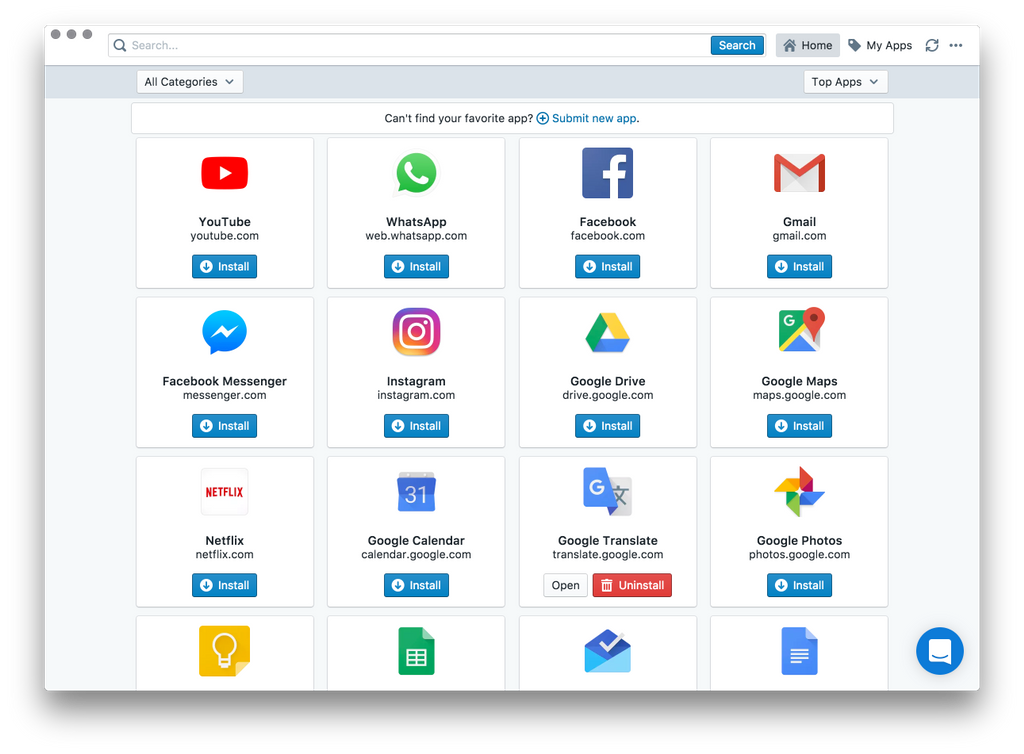 Search...
Search
Home
My Apps
All Categories
Top Apps
Can't find your favorite app? Submit new app.
YouTube
youtube.com
Install
WhatsApp
web.whatsapp.com
Install
Facebook
facebook.com
Install
Gmail
gmail.com
Install
Facebook Messenger
messenger.com
Install
Instagram
instagram.com
Install
Google Drive
drive.google.com
Install
G
Google Maps
maps.google.com
Install
NETFLIX
Netflix
netflix.com
Install
31
Google Calendar
calendar.google.com
Install
G 文
Google Translate
translate.google.com
Open
Uninstall
Google Photos
photos.google.com
Install